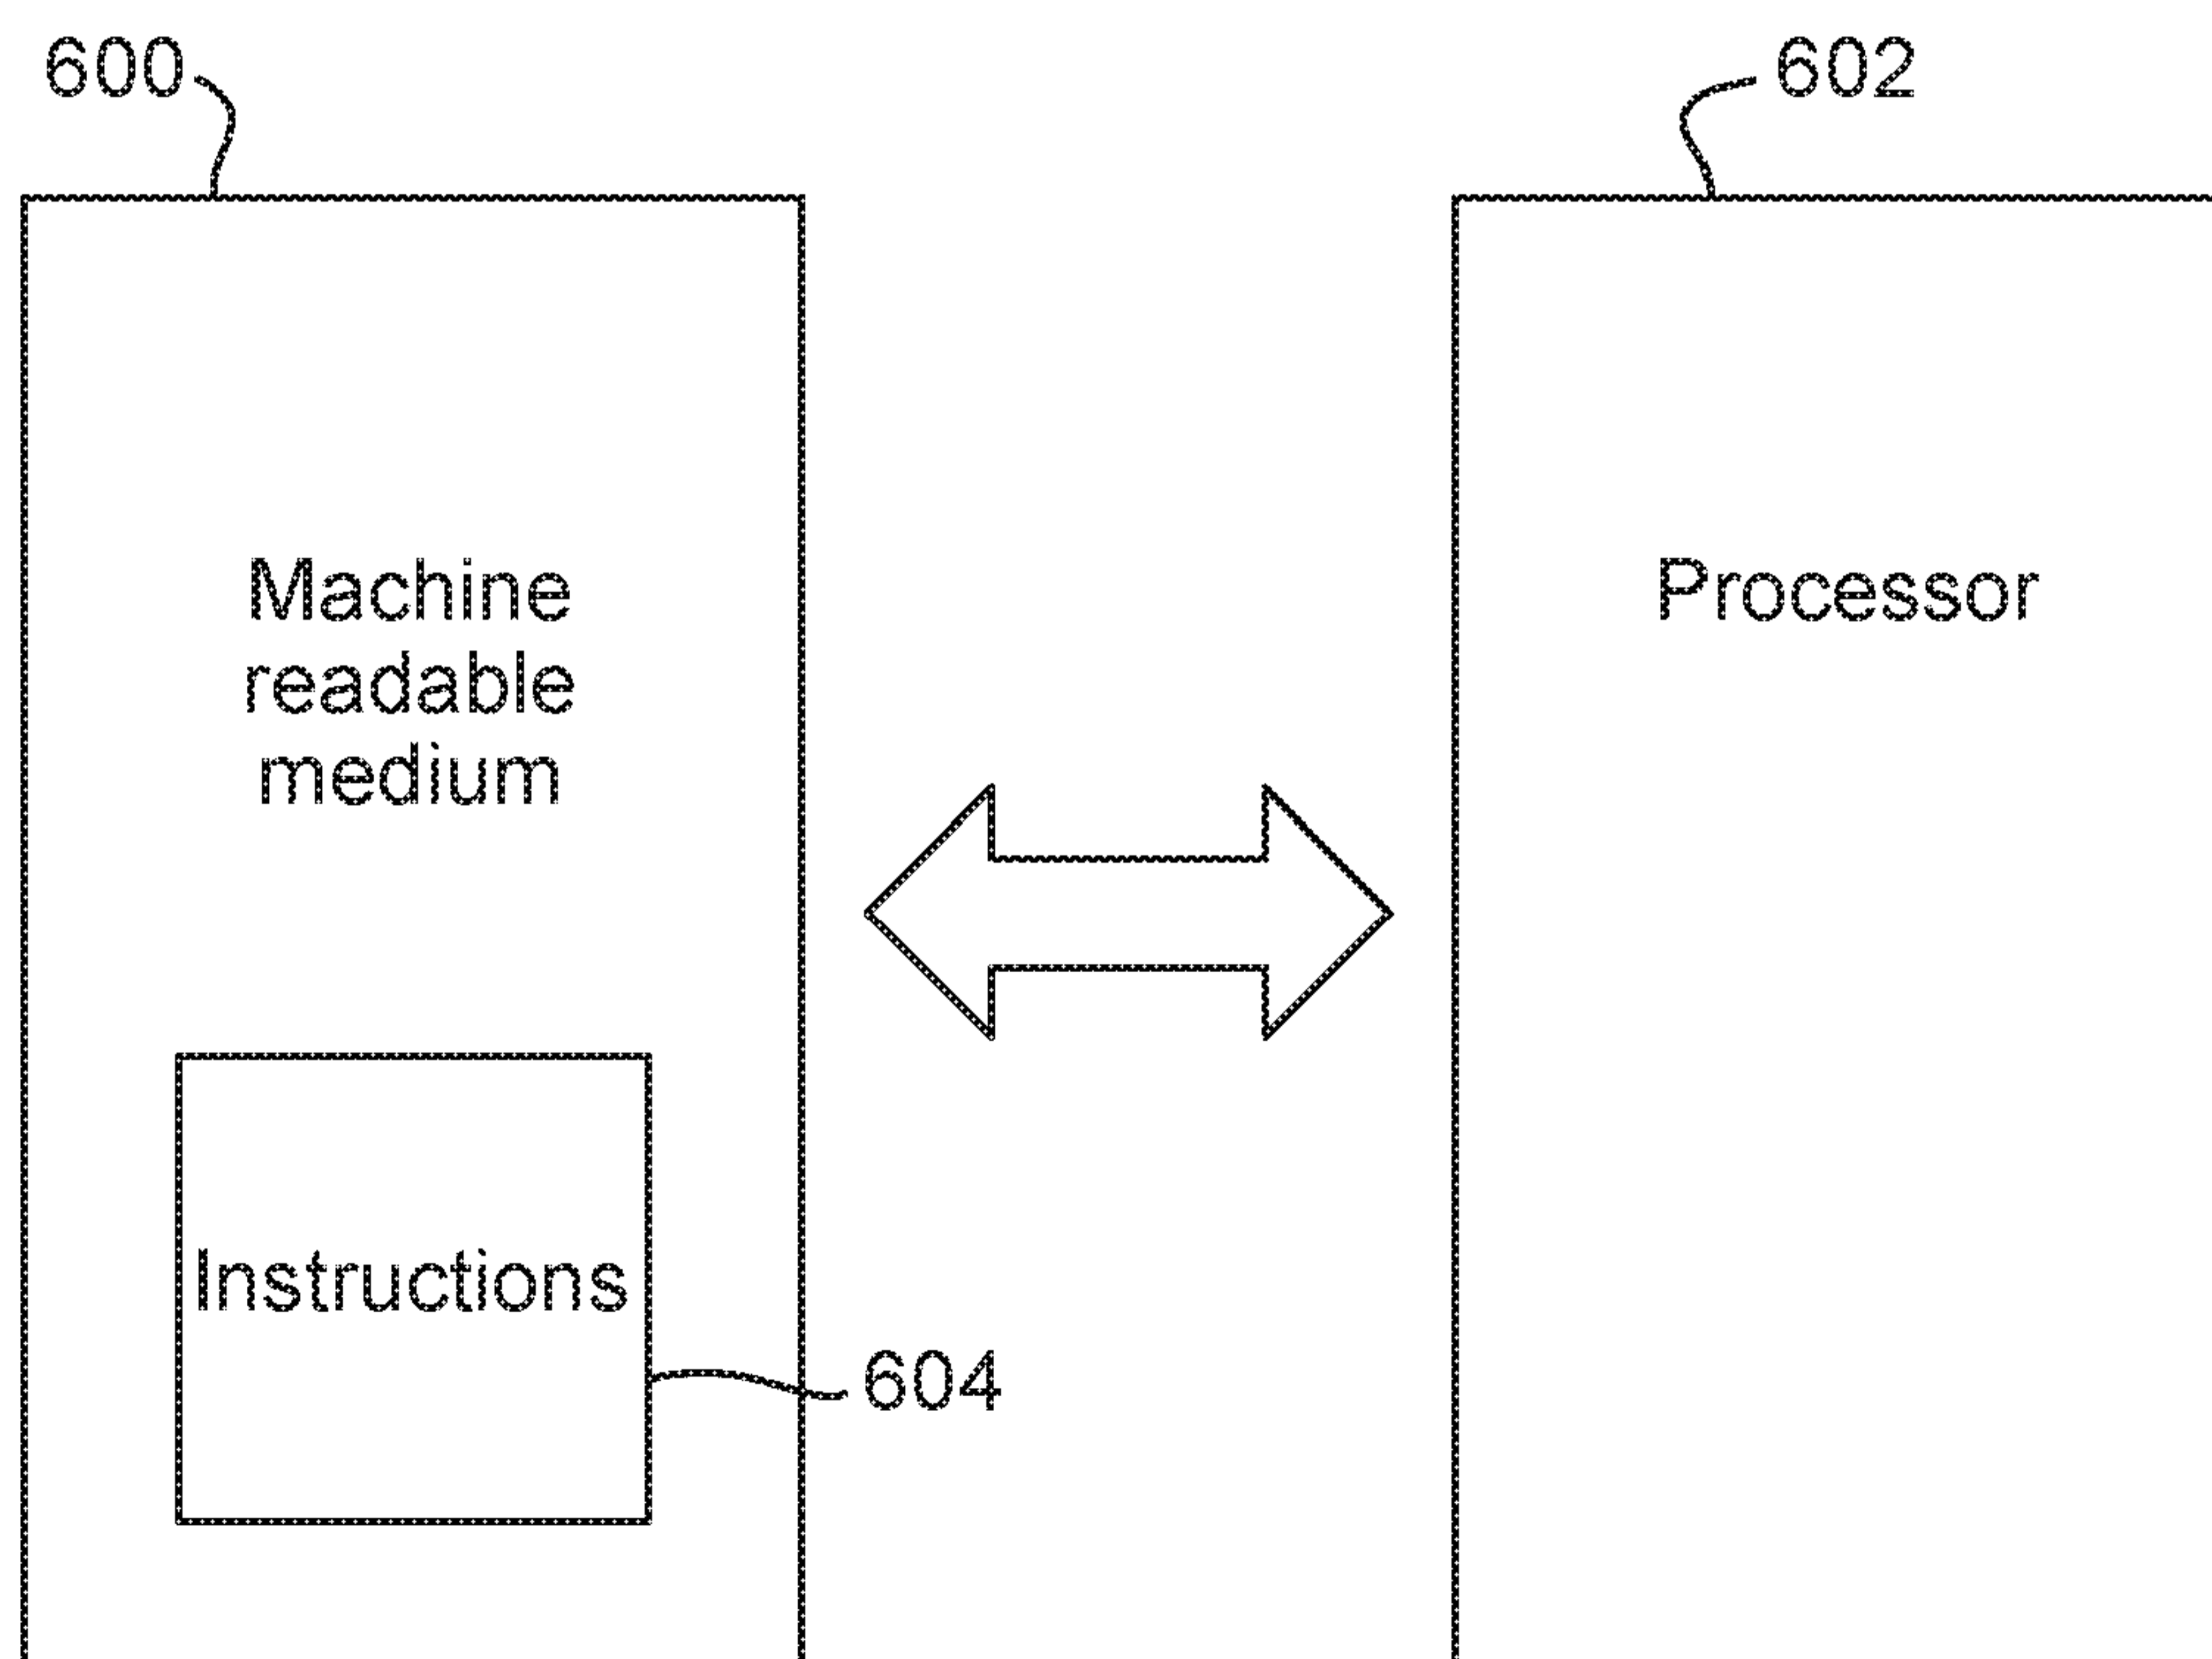 600
602
Machine
readable
medium
Processor
Instructions
604